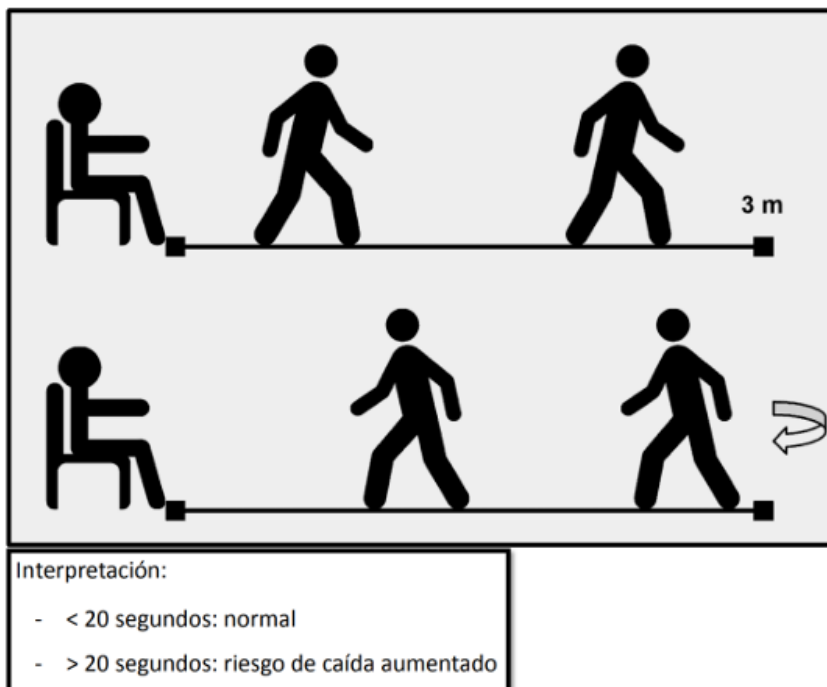 3 m
Interpretación:
- < 20 segundos: normal
- > 20 segundos: riesgo de caída aumentado